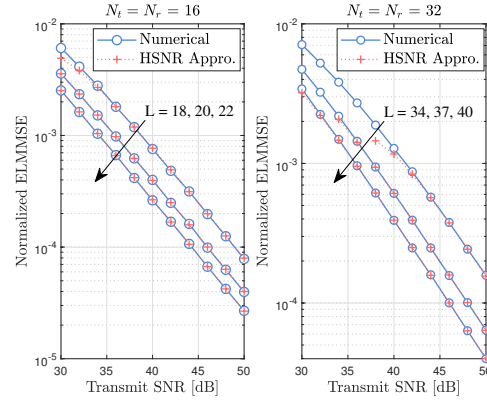 N_t = N_r = 16
10^-2
10^-3
10^-4
10^-5
Normalized ELMMSE
Numerical
HSNR Appro.
L = 18, 20, 22
30 35 40 45 50
Transmit SNR [dB]
N_t = N_r = 32
10^-2
10^-3
10^-4
Normalized ELMMSE
Numerical
HSNR Appro.
L = 34, 37, 40
30 35 40 45 50
Transmit SNR [dB]